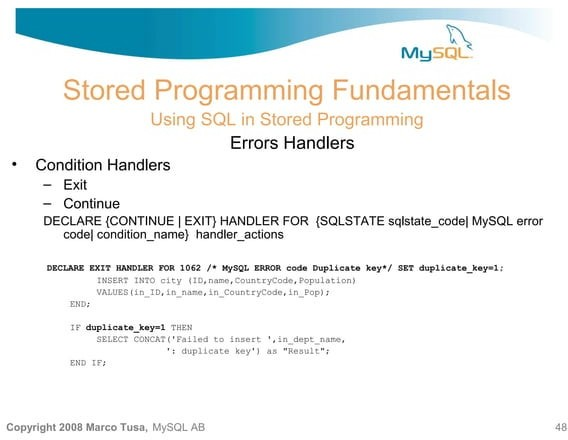 MySQL
Stored Programming Fundamentals
Using SQL in Stored Programming
Errors Handlers
• Condition Handlers
– Exit
– Continue
DECLARE {CONTINUE | EXIT} HANDLER FOR {SQLSTATE sqlstate_code| MySQL error
code| condition_name} handler_actions
DECLARE EXIT HANDLER FOR 1062 /* MySQL ERROR code Duplicate key*/ SET duplicate_key=1;
INSERT INTO city (ID,name,CountryCode,Population)
VALUES(in_ID,in_name,in_CountryCode,in_Pop);
END;
IF duplicate_key=1 THEN
SELECT CONCAT('Failed to insert ',in_dept_name,
': duplicate key') as "Result";
END IF;
Copyright 2008 Marco Tusa, MySQL AB 48